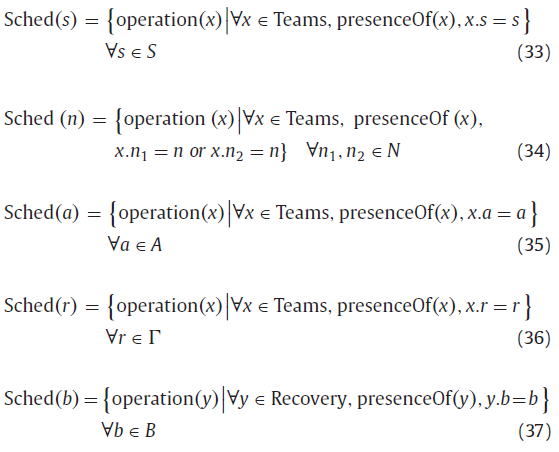 Sched(s) = {operation(x)|∀x ∈ Teams, presenceOf(x), x.s = s}
∀s ∈ S (33)
Sched (n) = {operation (x)|∀x ∈ Teams, presenceOf (x),
x.n₁ = n or x.n₂ = n} ∀n₁, n₂ ∈ N (34)
Sched(a) = {operation(x)|∀x ∈ Teams, presenceOf(x), x.a = a}
∀a ∈ A (35)
Sched(r) = {operation(x)|∀x ∈ Teams, presenceOf(x), x.r = r}
∀r ∈ Γ (36)
Sched(b) = {operation(y)|∀y ∈ Recovery, presenceOf(y), y.b=b}
∀b ∈ B (37)